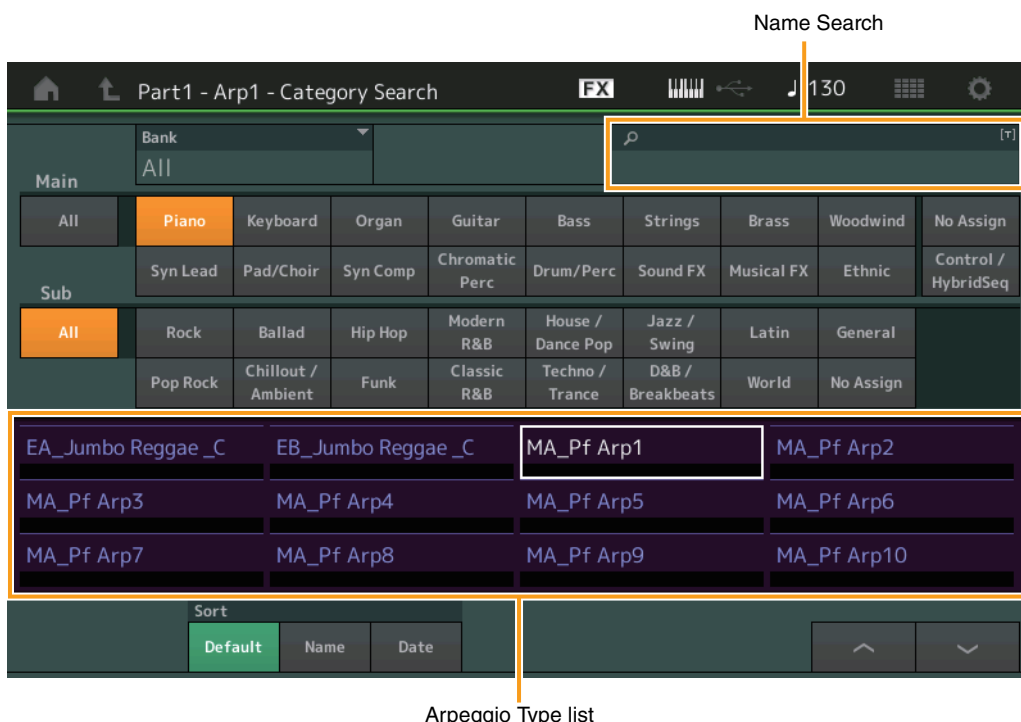 Name Search
Part1 - Arp1 - Category Search FX ♩ 130
Bank
All
[T]
Main
All Piano Keyboard Organ Guitar Bass Strings Brass Woodwind No Assign
Syn Lead Pad/Choir Syn Comp Chromatic Perc Drum/Perc Sound FX Musical FX Ethnic Control / HybridSeq
Sub
All Rock Ballad Hip Hop Modern R&B House / Dance Pop Jazz / Swing Latin General
Pop Rock Chillout / Ambient Funk Classic R&B Techno / Trance D&B / Breakbeats World No Assign
EA_Jumbo Reggae _C EB_Jumbo Reggae _C MA_Pf Arp1 MA_Pf Arp2
MA_Pf Arp3 MA_Pf Arp4 MA_Pf Arp5 MA_Pf Arp6
MA_Pf Arp7 MA_Pf Arp8 MA_Pf Arp9 MA_Pf Arp10
Sort
Default Name Date
Arpeggio Type list